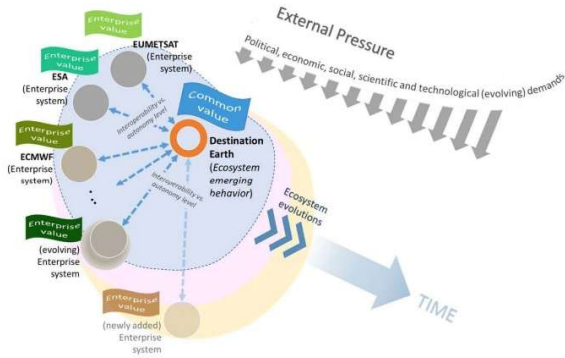 External Pressure
Political, economic, social, scientific and technological (evolving) demands
Enterprise
value
EUMETSAT
(Enterprise
system)
Enterprise
value
ESA
(Enterprise
system)
Common
value
Interoperability vs.
autonomy level
Destination
Earth
(Ecosystem
emerging
behavior)
Enterprise
value
ECMWF
(Enterprise
system)
...
Interoperability vs.
autonomy level
Ecosystem
evolutions
Enterprise
value
(evolving)
Enterprise
system
TIME
Enterprise
value
(newly added)
Enterprise
system